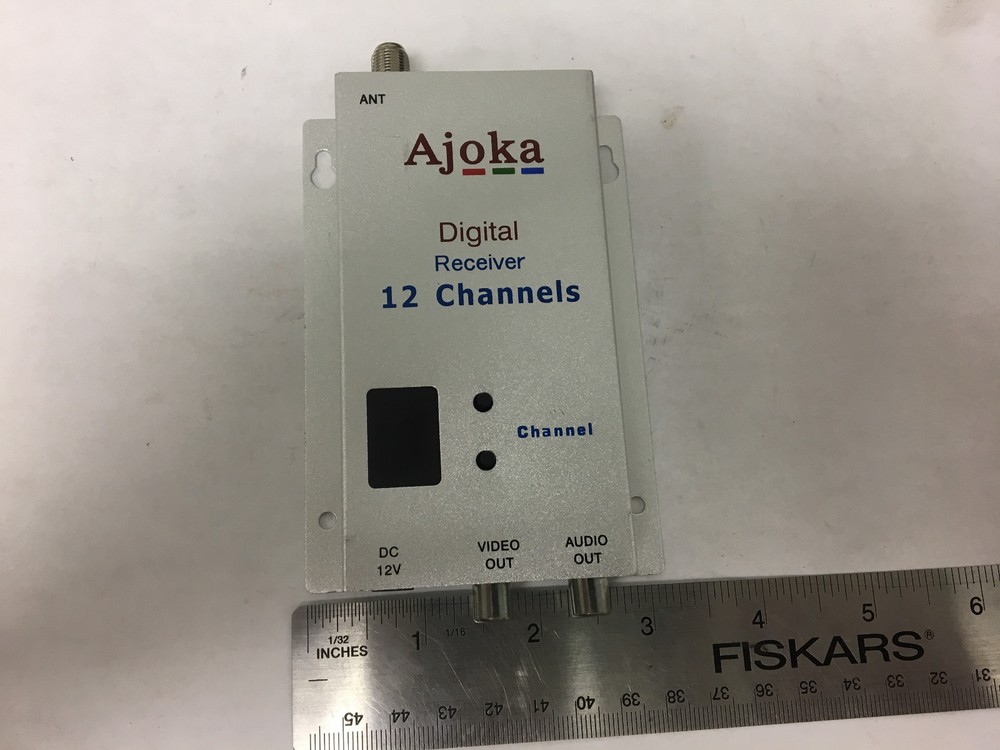 ANT
Ajoka
Digital
Receiver
12 Channels
Channel
DC
12V
VIDEO
OUT
AUDIO
OUT
1/32
INCHES
1 1/16 2 3 4 5 6
FISKARS®
45 44 43 42 41 40 39 38 37 36 35 34 33 32 31